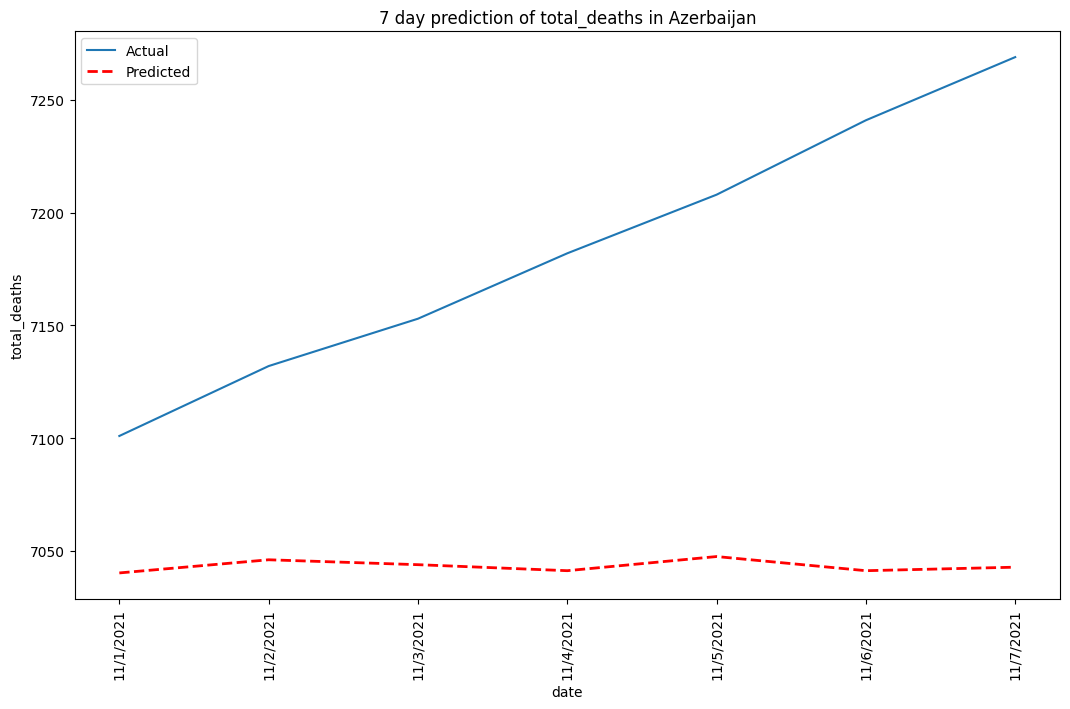 7 day prediction of total_deaths in Azerbaijan
Actual
Predicted
7250
7200
7150
7100
7050
total_deaths
11/1/2021
11/2/2021
11/3/2021
11/4/2021
11/5/2021
11/6/2021
11/7/2021
date